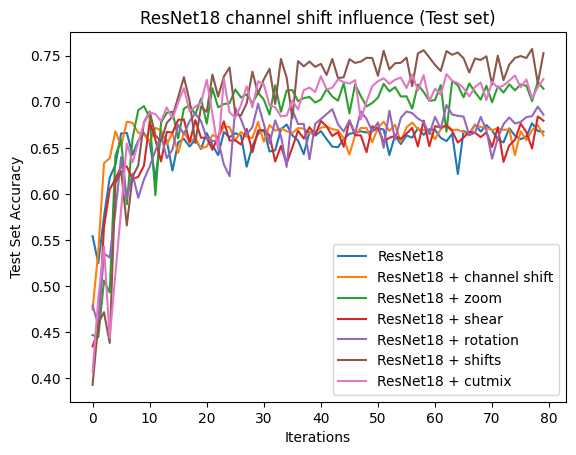 ResNet18 channel shift influence (Test set)
Test Set Accuracy
0.75
0.70
0.65
0.60
0.55
0.50
0.45
0.40
ResNet18
ResNet18 + channel shift
ResNet18 + zoom
ResNet18 + shear
ResNet18 + rotation
ResNet18 + shifts
ResNet18 + cutmix
0 10 20 30 40 50 60 70 80
Iterations